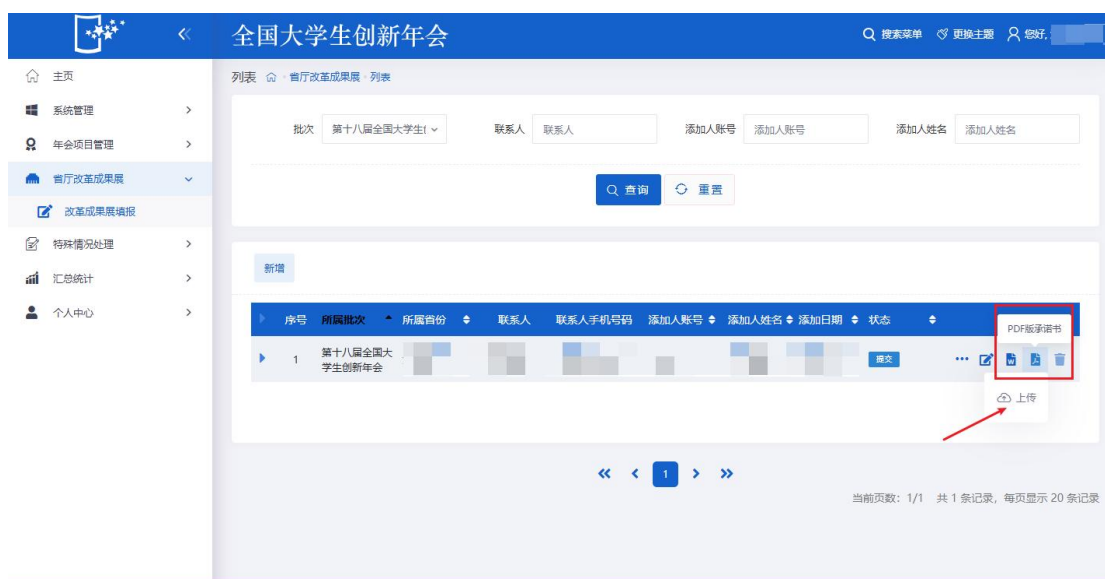 全国大学生创新年会
搜索菜单 更换主题 您好,
主页
系统管理
年会项目管理
省厅改革成果展
改革成果展填报
特殊情况处理
汇总统计
个人中心
列表 省厅改革成果展 - 列表
批次 第十八届全国大学生 联系人 联系人 添加人账号 添加人账号 添加人姓名 添加人姓名
查询 重置
新增
序号 所属批次 所属省份 联系人 联系人手机号码 添加人账号 添加人姓名 添加日期 状态
PDF版承诺书
1 第十八届全国大学生创新年会 提交
上传
1
当前页数: 1/1 共 1 条记录, 每页显示 20 条记录